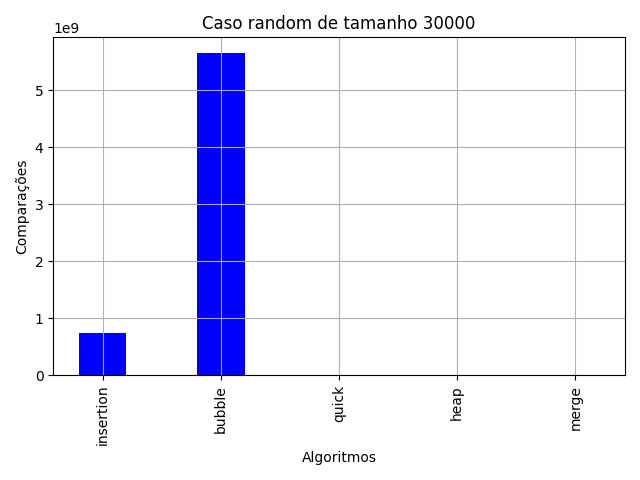 Caso random de tamanho 30000
1e9
5
4
3
2
1
0
Comparações
insertion
bubble
quick
heap
merge
Algoritmos